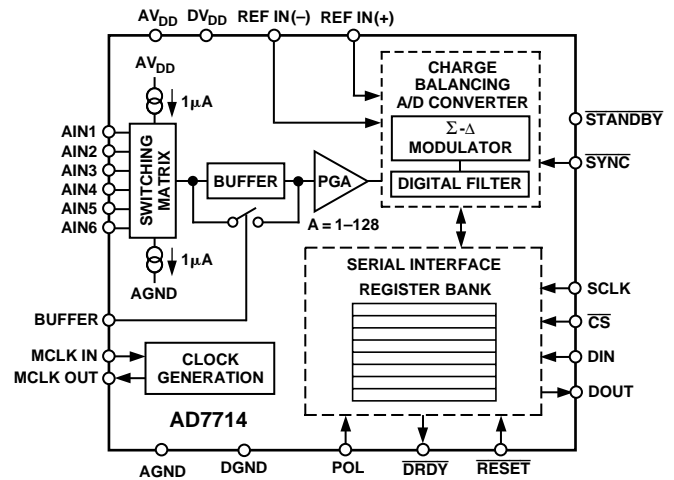 AVDD DVDD REF IN(–) REF IN(+)
AVDD
1µA
CHARGE
BALANCING
A/D CONVERTER
Σ-Δ
MODULATOR
DIGITAL FILTER
STANDBY
SYNC
AIN1
AIN2
AIN3
AIN4
AIN5
AIN6
SWITCHING
MATRIX
BUFFER
PGA
A = 1–128
1µA
AGND
SERIAL INTERFACE
REGISTER BANK
BUFFER
MCLK IN
MCLK OUT
CLOCK
GENERATION
SCLK
CS
DIN
DOUT
AD7714
AGND DGND POL DRDY RESET